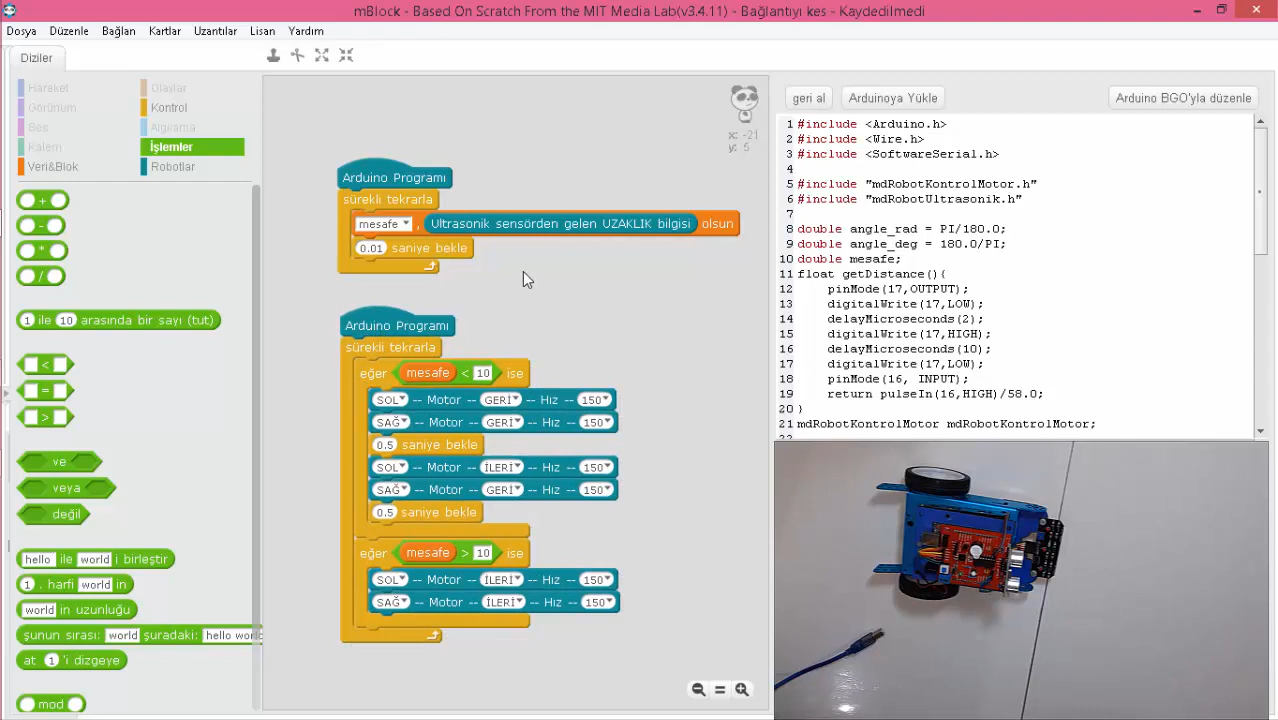 mBlock - Based On Scratch From the MIT Media Lab(v3.4.11) - Bağlantıyı kes - Kaydedilmedi
Dosya Düzenle Bağlan Kartlar Uzantılar Lisan Yardım
Diziler
Hareket Olaylar
Görünüm Kontrol
Ses Algılama
Kalem İşlemler
Veri&Blok Robotlar
+
-
*
/
1 ile 10 arasında bir sayı (tut)
<
=
>
ve
veya
değil
hello ile world i birleştir
1 . harfi world in
world in uzunluğu
şunun sırası: world şuradaki: hello world
at 1 'i dizgeye
mod
x: -21
y: 5
Arduino Programı
sürekli tekrarla
mesafe , Ultrasonik sensörden gelen UZAKLIK bilgisi olsun
0.01 saniye bekle
Arduino Programı
sürekli tekrarla
eğer mesafe < 10 ise
SOL -- Motor -- GERİ -- Hız -- 150
SAĞ -- Motor -- GERİ -- Hız -- 150
0.5 saniye bekle
SOL -- Motor -- İLERİ -- Hız -- 150
SAĞ -- Motor -- GERİ -- Hız -- 150
0.5 saniye bekle
eğer mesafe > 10 ise
SOL -- Motor -- İLERİ -- Hız -- 150
SAĞ -- Motor -- İLERİ -- Hız -- 150
geri al Arduinoya Yükle Arduino BGO'yla düzenle
1 #include <Arduino.h>
2 #include <Wire.h>
3 #include <SoftwareSerial.h>
4
5 #include "mdRobotKontrolMotor.h"
6 #include "mdRobotUltrasonik.h"
7
8 double angle_rad = PI/180.0;
9 double angle_deg = 180.0/PI;
10 double mesafe;
11 float getDistance(){
12 pinMode(17,OUTPUT);
13 digitalWrite(17,LOW);
14 delayMicroseconds(2);
15 digitalWrite(17,HIGH);
16 delayMicroseconds(10);
17 digitalWrite(17,LOW);
18 pinMode(16, INPUT);
19 return pulseIn(16,HIGH)/58.0;
20 }
21 mdRobotKontrolMotor mdRobotKontrolMotor;